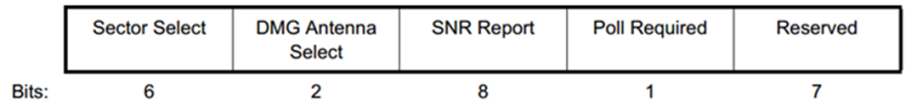 Sector Select DMG Antenna Select SNR Report Poll Required Reserved
Bits: 6 2 8 1 7